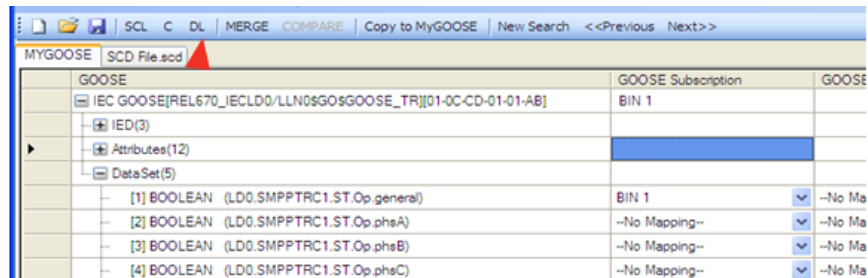 SCL C DL MERGE COMPARE Copy to MyGOOSE New Search <<Previous Next>>
MYGOOSE SCD File.scd
GOOSE GOOSE Subscription GOOSE
IEC GOOSE[REL670_IECLD0/LLN0$GO$GOOSE_TR][01-0C-CD-01-01-AB] BIN 1
IED(3)
Attributes(12)
DataSet(5)
[1] BOOLEAN (LD0.SMPPTRC1.ST.Op.general) BIN 1 --No Ma
[2] BOOLEAN (LD0.SMPPTRC1.ST.Op.phsA) --No Mapping-- --No Ma
[3] BOOLEAN (LD0.SMPPTRC1.ST.Op.phsB) --No Mapping-- --No Ma
[4] BOOLEAN (LD0.SMPPTRC1.ST.Op.phsC) --No Mapping-- --No Ma